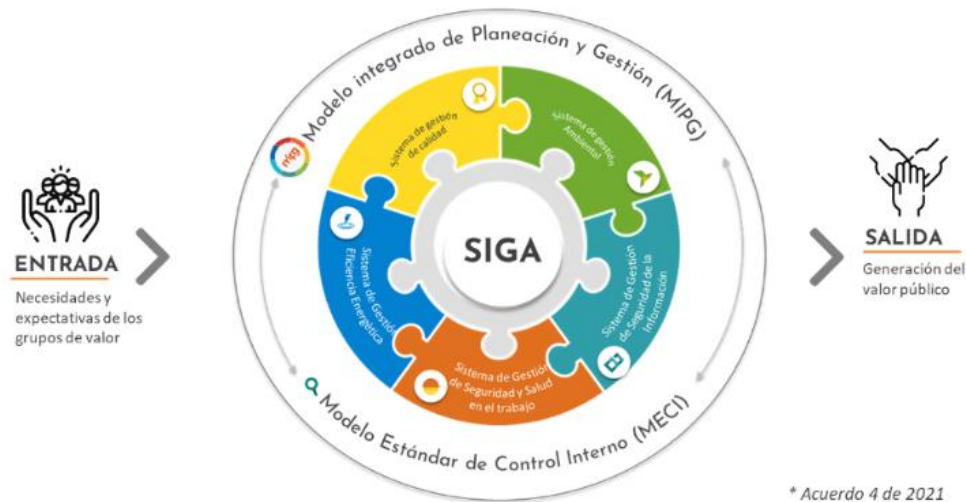 Modelo integrado de Planeación y Gestión (MIPG)
mipg
Sistema de gestión
de calidad
Sistema de gestión
Ambiental
ENTRADA
Necesidades y
expectativas de los
grupos de valor
SIGA
SALIDA
Generación del
valor público
Sistema de Gestión
Eficiencia Energética
Sistema de Gestión
de Seguridad de la
Información
Sistema de Gestión
de Seguridad y Salud
en el trabajo
Modelo Estándar de Control Interno (MECI)
* Acuerdo 4 de 2021